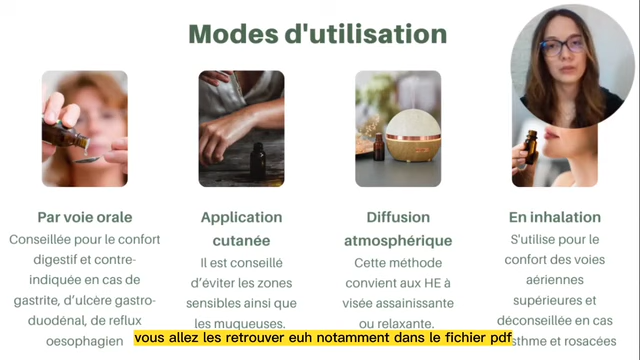 Modes d'utilisation
Par voie orale
Conseillée pour le confort
digestif et contre-
indiquée en cas de
gastrite, d'ulcère gastro-
duodénal, de reflux
oesophagien
Application
cutanée
Il est conseillé
d'éviter les zones
sensibles ainsi que
les muqueuses.
Diffusion
atmosphérique
Cette méthode
convient aux HE à
visée assainissante
ou relaxante.
En inhalation
S'utilise pour le
confort des voies
aériennes
supérieures et
déconseillée en cas
sthme et rosacées
vous allez les retrouver euh notamment dans le fichier pdf